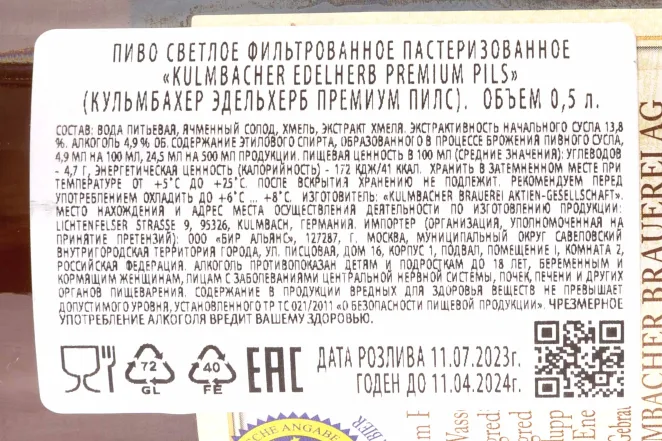 ПИВО СВЕТЛОЕ ФИЛЬТРОВАННОЕ ПАСТЕРИЗОВАННОЕ
«KULMBACHER EDELHERB PREMIUM PILS»
(КУЛЬМБАХЕР ЭДЕЛЬХЕРБ ПРЕМИУМ ПИЛС). ОБЪЕМ 0,5 л.
СОСТАВ: ВОДА ПИТЬЕВАЯ, ЯЧМЕННЫЙ СОЛОД, ХМЕЛЬ, ЭКСТРАКТ ХМЕЛЯ. ЭКСТРАКТИВНОСТЬ НАЧАЛЬНОГО СУСЛА 13,8
%. АЛКОГОЛЬ 4,9 % ОБ. СОДЕРЖАНИЕ ЭТИЛОВОГО СПИРТА, ОБРАЗОВАННОГО В ПРОЦЕССЕ БРОЖЕНИЯ ПИВНОГО СУСЛА,
4,9 МЛ НА 100 МЛ, 24,5 МЛ НА 500 МЛ ПРОДУКЦИИ. ПИЩЕВАЯ ЦЕННОСТЬ В 100 МЛ (СРЕДНИЕ ЗНАЧЕНИЯ): УГЛЕВОДОВ
- 4,7 Г, ЭНЕРГЕТИЧЕСКАЯ ЦЕННОСТЬ (КАЛОРИЙНОСТЬ) - 172 КДЖ/41 ККАЛ. ХРАНИТЬ В ЗАТЕМНЕННОМ МЕСТЕ ПРИ
ТЕМПЕРАТУРЕ ОТ +5°С ДО +25°С. ПОСЛЕ ВСКРЫТИЯ ХРАНЕНИЮ НЕ ПОДЛЕЖИТ. РЕКОМЕНДУЕМ ПЕРЕД
УПОТРЕБЛЕНИЕМ ОХЛАДИТЬ ДО +6°С ... +8°С. ИЗГОТОВИТЕЛЬ: «KULMBACHER BRAUEREI AKTIEN-GESELLSCHAFT».
МЕСТО НАХОЖДЕНИЯ И АДРЕС МЕСТА ОСУЩЕСТВЛЕНИЯ ДЕЯТЕЛЬНОСТИ ПО ИЗГОТОВЛЕНИЮ ПРОДУКЦИИ:
LICHTENFELSER STRASSE 9, 95326, KULMBACH, ГЕРМАНИЯ. ИМПОРТЕР (ОРГАНИЗАЦИЯ, УПОЛНОМОЧЕННАЯ НА
ПРИНЯТИЕ ПРЕТЕНЗИЙ): ООО «БИР АЛЬЯНС», 127287, Г. МОСКВА, МУНИЦИПАЛЬНЫЙ ОКРУГ САВЕЛОВСКИЙ
ВНУТРИГОРОДСКАЯ ТЕРРИТОРИЯ ГОРОДА, УЛ. ПИСЦОВАЯ, ДОМ 16, КОРПУС 1, ПОДВАЛ, ПОМЕЩЕНИЕ I, КОМНАТА 2,
РОССИЙСКАЯ ФЕДЕРАЦИЯ. АЛКОГОЛЬ ПРОТИВОПОКАЗАН ДЕТЯМ И ПОДРОСТКАМ ДО 18 ЛЕТ, БЕРЕМЕННЫМ И
КОРМЯЩИМ ЖЕНЩИНАМ, ЛИЦАМ С ЗАБОЛЕВАНИЯМИ ЦЕНТРАЛЬНОЙ НЕРВНОЙ СИСТЕМЫ, ПОЧЕК, ПЕЧЕНИ И ДРУГИХ
ОРГАНОВ ПИЩЕВАРЕНИЯ. СОДЕРЖАНИЕ В ПРОДУКЦИИ ВРЕДНЫХ ДЛЯ ЗДОРОВЬЯ ВЕЩЕСТВ НЕ ПРЕВЫШАЕТ
ДОПУСТИМОГО УРОВНЯ, УСТАНОВЛЕННОГО ТР ТС 021/2011 «О БЕЗОПАСНОСТИ ПИЩЕВОЙ ПРОДУКЦИИ». ЧРЕЗМЕРНОЕ
УПОТРЕБЛЕНИЕ АЛКОГОЛЯ ВРЕДИТ ВАШЕМУ ЗДОРОВЬЮ.
72
GL
40
FE
EAC
ДАТА РОЗЛИВА 11.07.2023г.
ГОДЕН ДО 11.04.2024г.
MBACHER BRAUEREI AG
CHE ANGABE
BIER